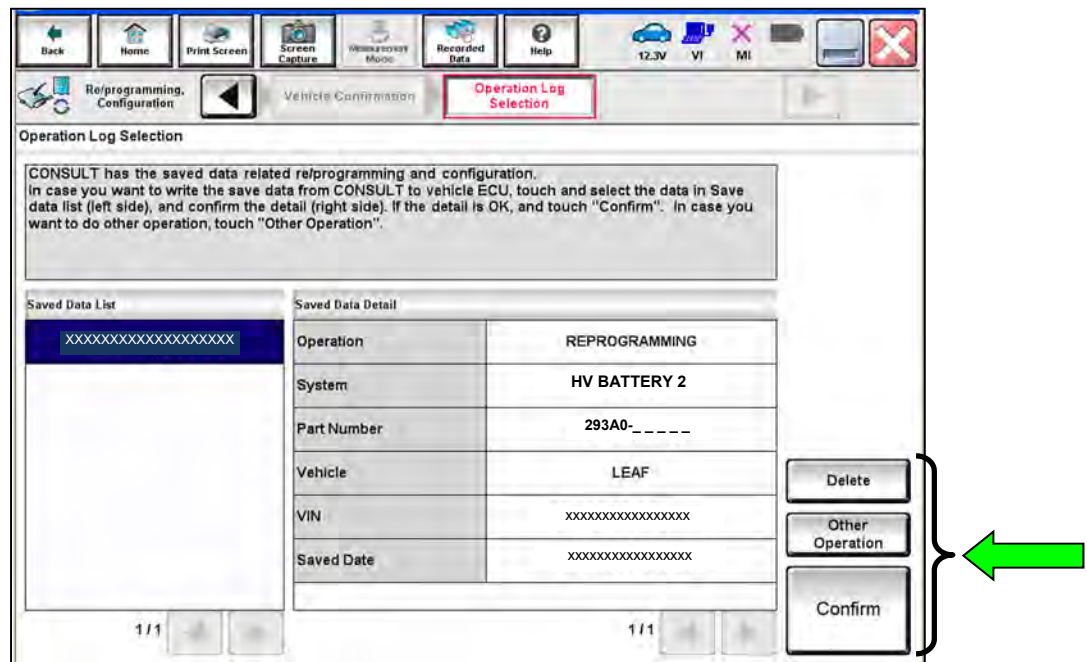 Back
Home
Print Screen
Screen
Capture
Measurement
Mode
Recorded
Data
Help
12.3V
VI
MI
Re/programming,
Configuration
Vehicle Confirmation
Operation Log
Selection
Operation Log Selection
CONSULT has the saved data related re/programming and configuration.
In case you want to write the save data from CONSULT to vehicle ECU, touch and select the data in Save
data list (left side), and confirm the detail (right side). If the detail is OK, and touch "Confirm". In case you
want to do other operation, touch "Other Operation".
Saved Data List
XXXXXXXXXXXXXXXXXXX
Saved Data Detail
Operation REPROGRAMMING
System HV BATTERY 2
Part Number 293A0-_ _ _ _ _
Vehicle LEAF
VIN XXXXXXXXXXXXXXXXX
Saved Date XXXXXXXXXXXXXXXXX
Delete
Other
Operation
Confirm
1/1
1/1